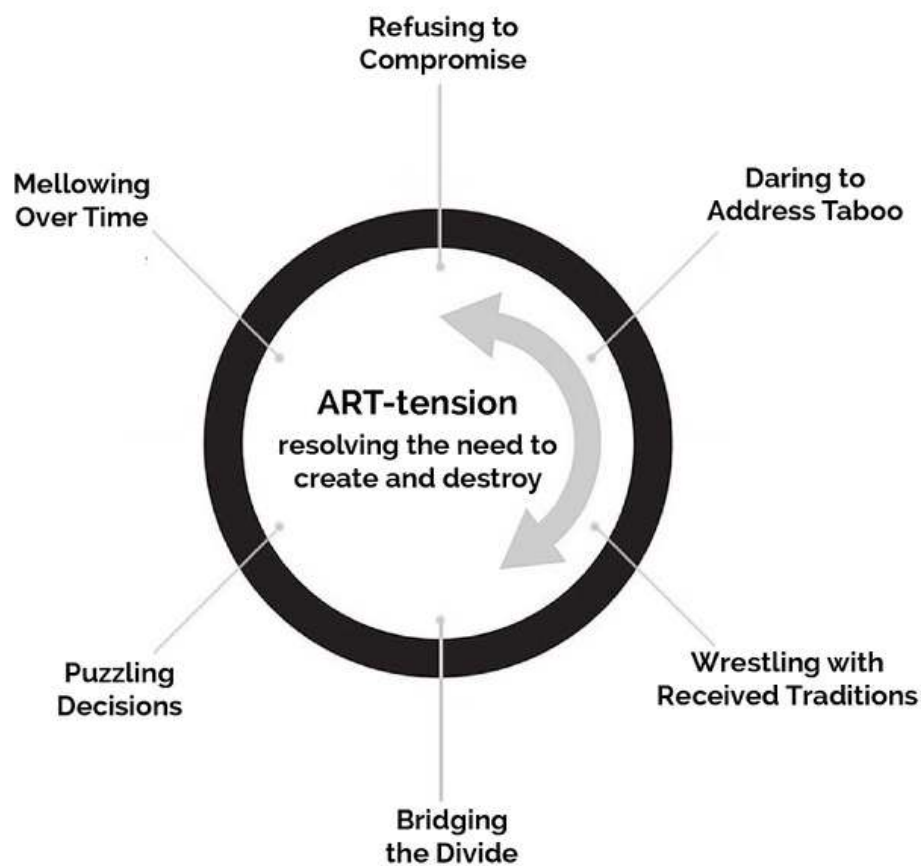 Refusing to
Compromise
Mellowing
Over Time
Daring to
Address Taboo
ART-tension
resolving the need to
create and destroy
Puzzling
Decisions
Wrestling with
Received Traditions
Bridging
the Divide